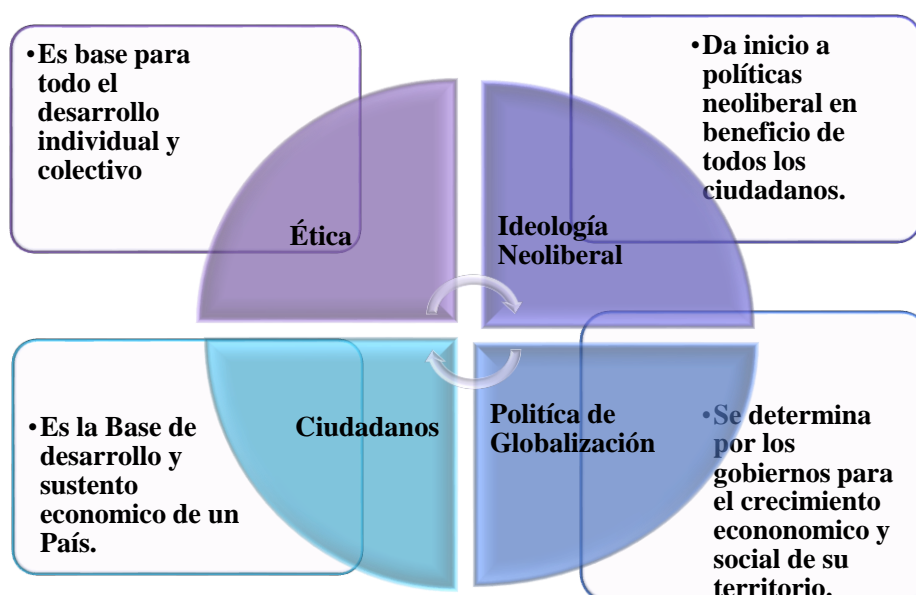 •Es base para
todo el
desarrollo
individual y
colectivo
Ética
•Da inicio a
políticas
neoliberal en
beneficio de
todos los
ciudadanos.
Ideología
Neoliberal
•Es la Base de
desarrollo y
sustento
economico de un
País.
Ciudadanos
Politíca de
Globalización
•Se determina
por los
gobiernos para
el crecimiento
econonomico y
social de su
territorio.